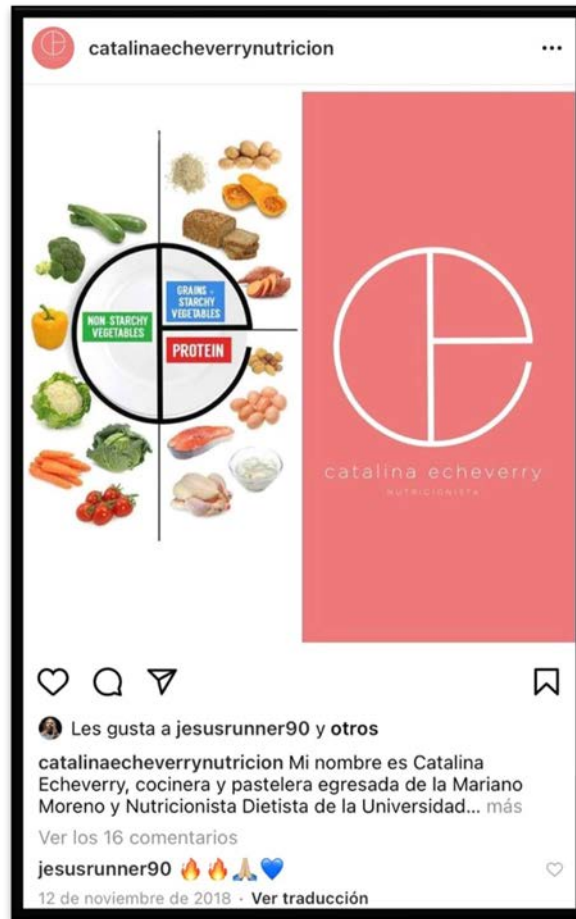 catalinaecheverrynutricion
GRAINS -
STARCHY
VEGETABLES
NON-STARCHY
VEGETABLES
PROTEIN
catalina echeverry
NUTRICIONISTA
Les gusta a jesusrunner90 y otros
catalinaecheverrynutricion Mi nombre es Catalina
Echeverry, cocinera y pastelera egresada de la Mariano
Moreno y Nutricionista Dietista de la Universidad... más
Ver los 16 comentarios
jesusrunner90 🔥🔥🙏🏼💙
12 de noviembre de 2018 · Ver traducción